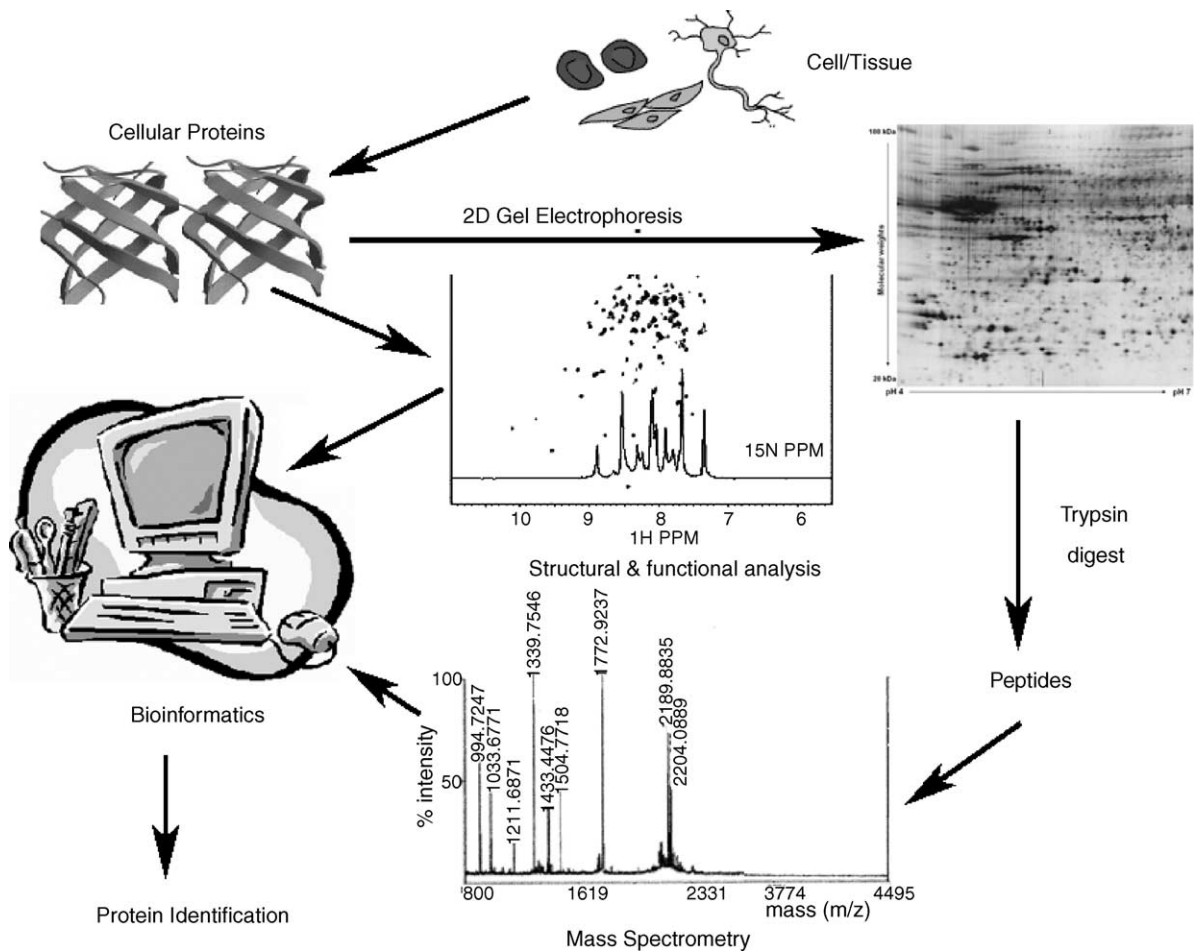 Cell/Tissue
Cellular Proteins
2D Gel Electrophoresis
100 kDa
Molecular weights
20 kDa
pH 4
pH 7
15N PPM
10 9 8 7 6
1H PPM
Structural & functional analysis
Trypsin
digest
Peptides
Bioinformatics
Protein Identification
% intensity
100
50
994.7247
1033.6771
1211.6871
1339.7546
1433.4476
1504.7718
1772.9237
2189.8835
2204.0889
800 1619 2331 3774 4495
mass (m/z)
Mass Spectrometry